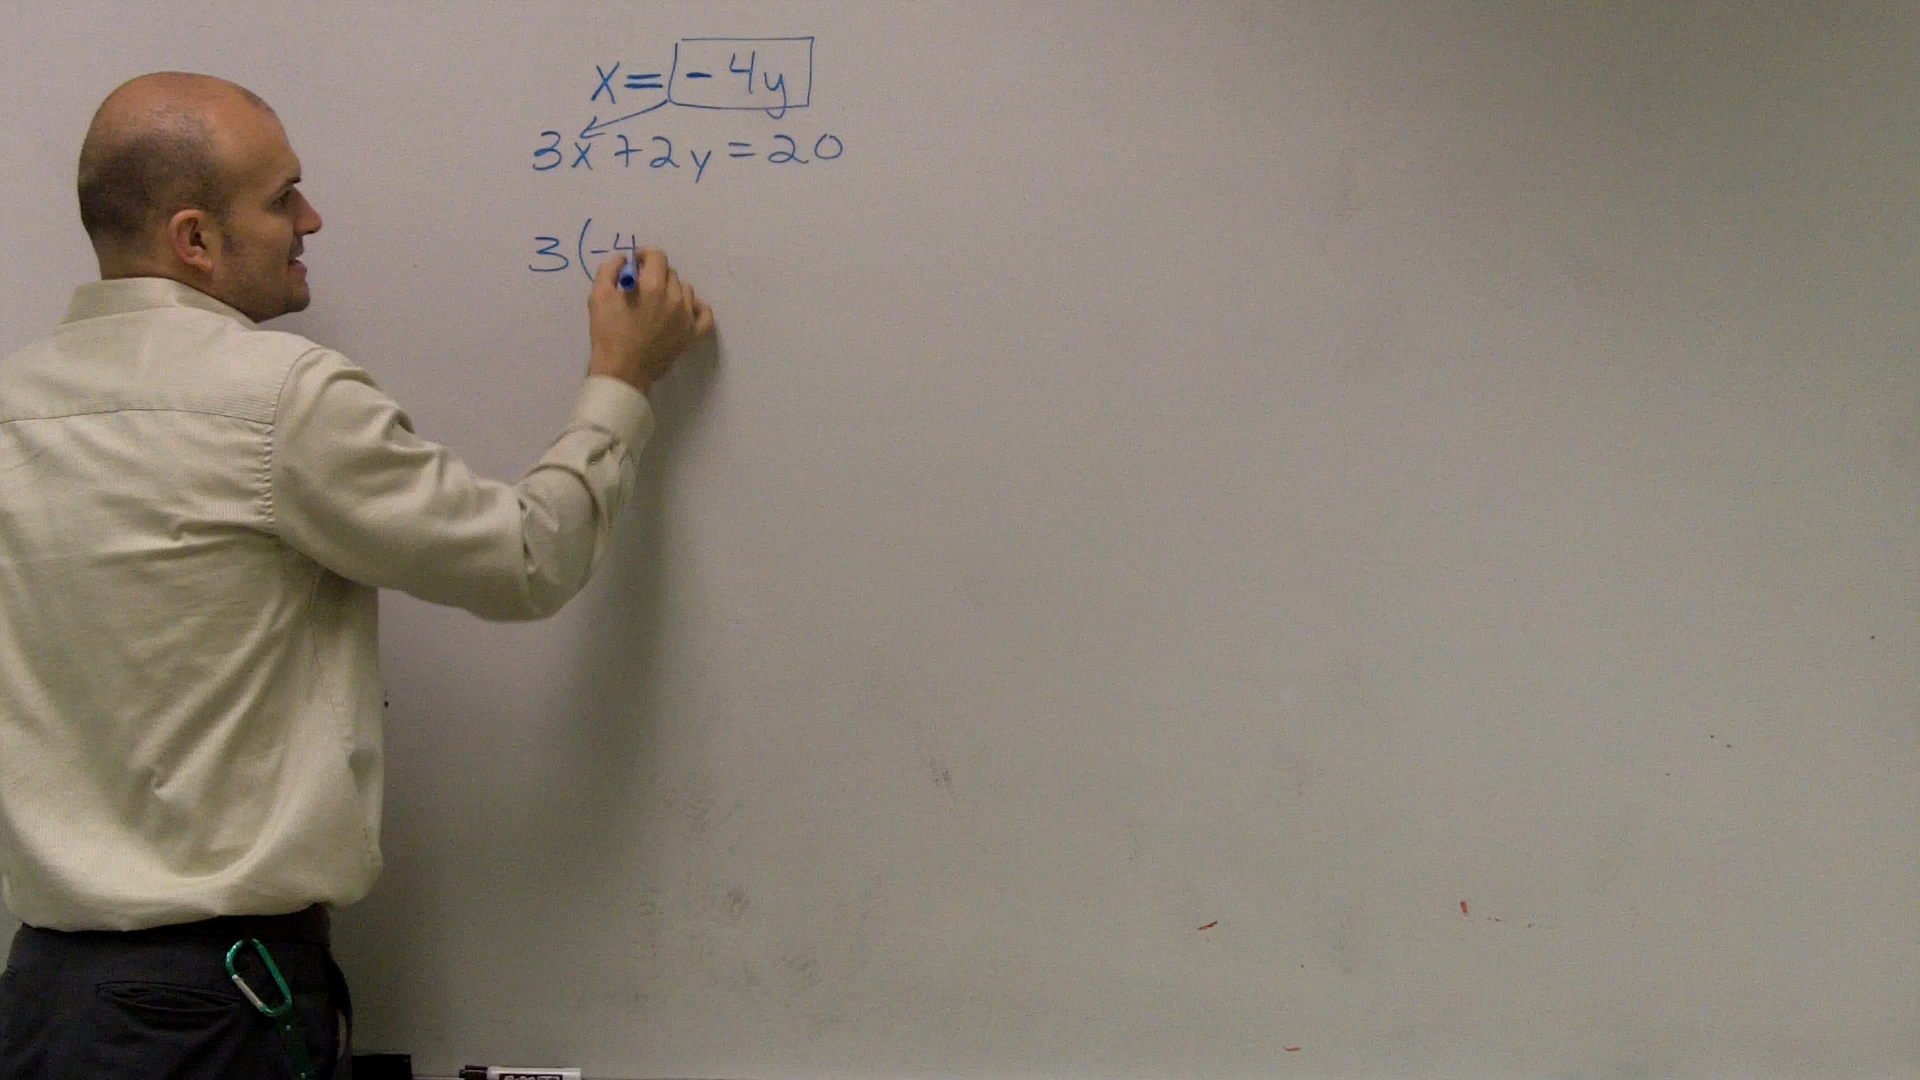 x = -4y
3x + 2y = 20
3(-4